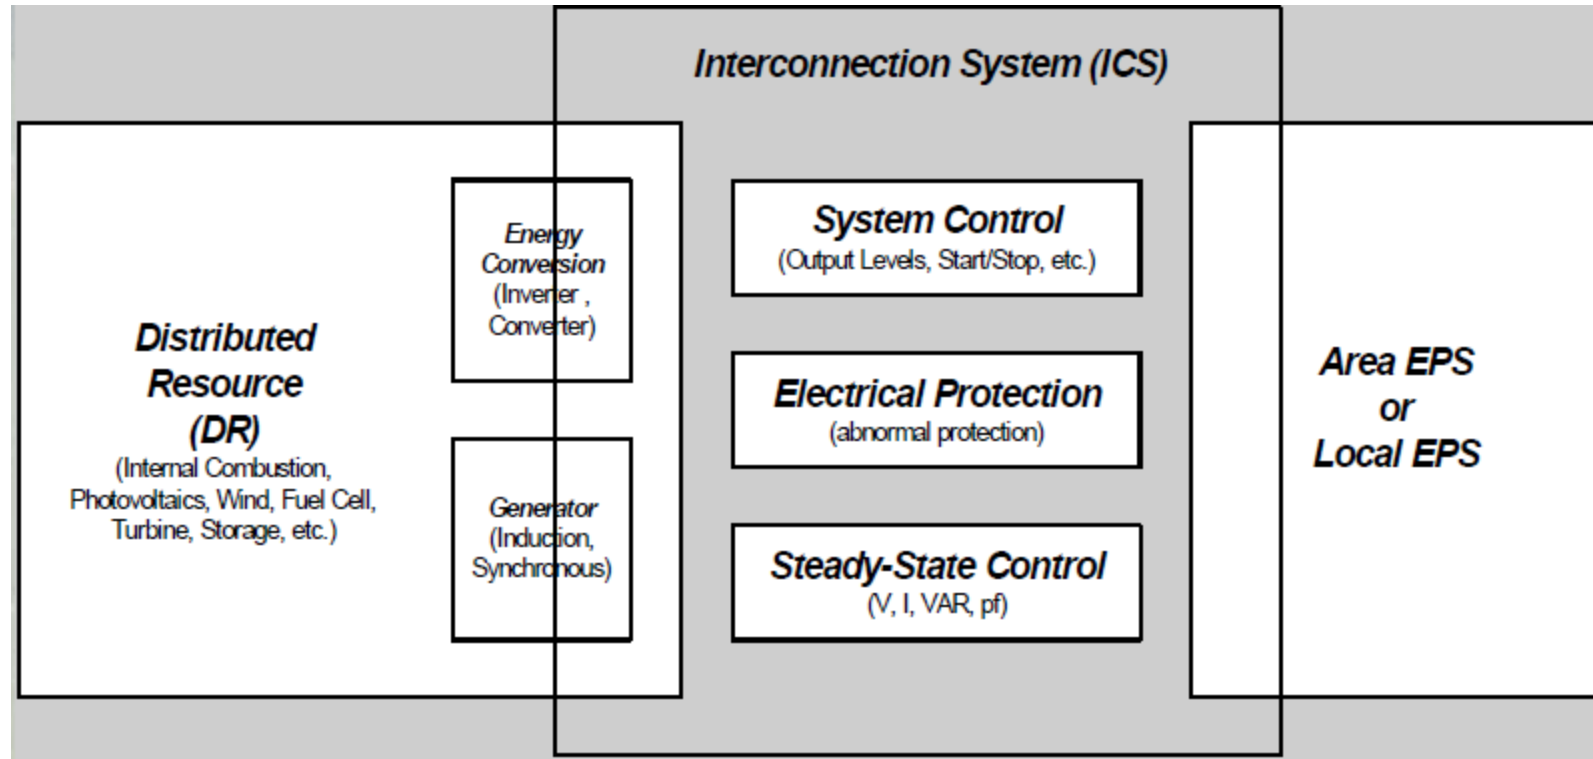 Interconnection System (ICS)
Distributed
Resource
(DR)
(Internal Combustion,
Photovoltaics, Wind, Fuel Cell,
Turbine, Storage, etc.)
Energy
Conversion
(Inverter ,
Converter)
Generator
(Induction,
Synchronous)
System Control
(Output Levels, Start/Stop, etc.)
Electrical Protection
(abnormal protection)
Steady-State Control
(V, I, VAR, pf)
Area EPS
or
Local EPS